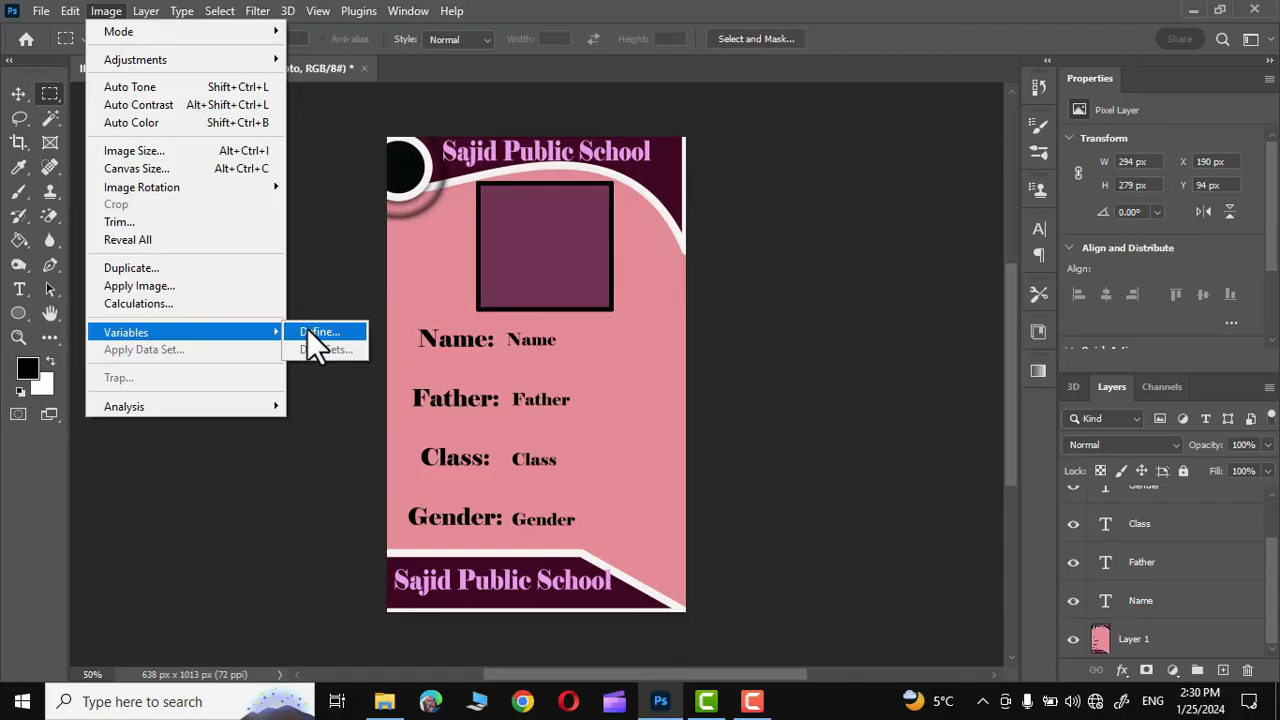 Ps File Edit Image Layer Type Select Filter 3D View Plugins Window Help
Anti-alias Style: Normal Width: Height: Select and Mask... Share
oto, RGB/8#) * ×
Mode
Adjustments
Auto Tone Shift+Ctrl+L
Auto Contrast Alt+Shift+Ctrl+L
Auto Color Shift+Ctrl+B
Image Size... Alt+Ctrl+I
Canvas Size... Alt+Ctrl+C
Image Rotation
Crop
Trim...
Reveal All
Duplicate...
Apply Image...
Calculations...
Variables
Apply Data Set...
Trap...
Analysis
Define...
Sajid Public School
Name: Name
Father: Father
Class: Class
Gender: Gender
Sajid Public School
Properties
Pixel Layer
Transform
W 294 px X 190 px
H 279 px Y 94 px
0.00°
Align and Distribute
Align:
3D Layers Channels
Kind
Normal Opacity: 100%
Lock: Fill: 100%
Gender
Class
Father
Name
Layer 1
50% 638 px x 1013 px (72 ppi)
Type here to search
Ps
5°C
ENG
2:30 PM
1/25/2024